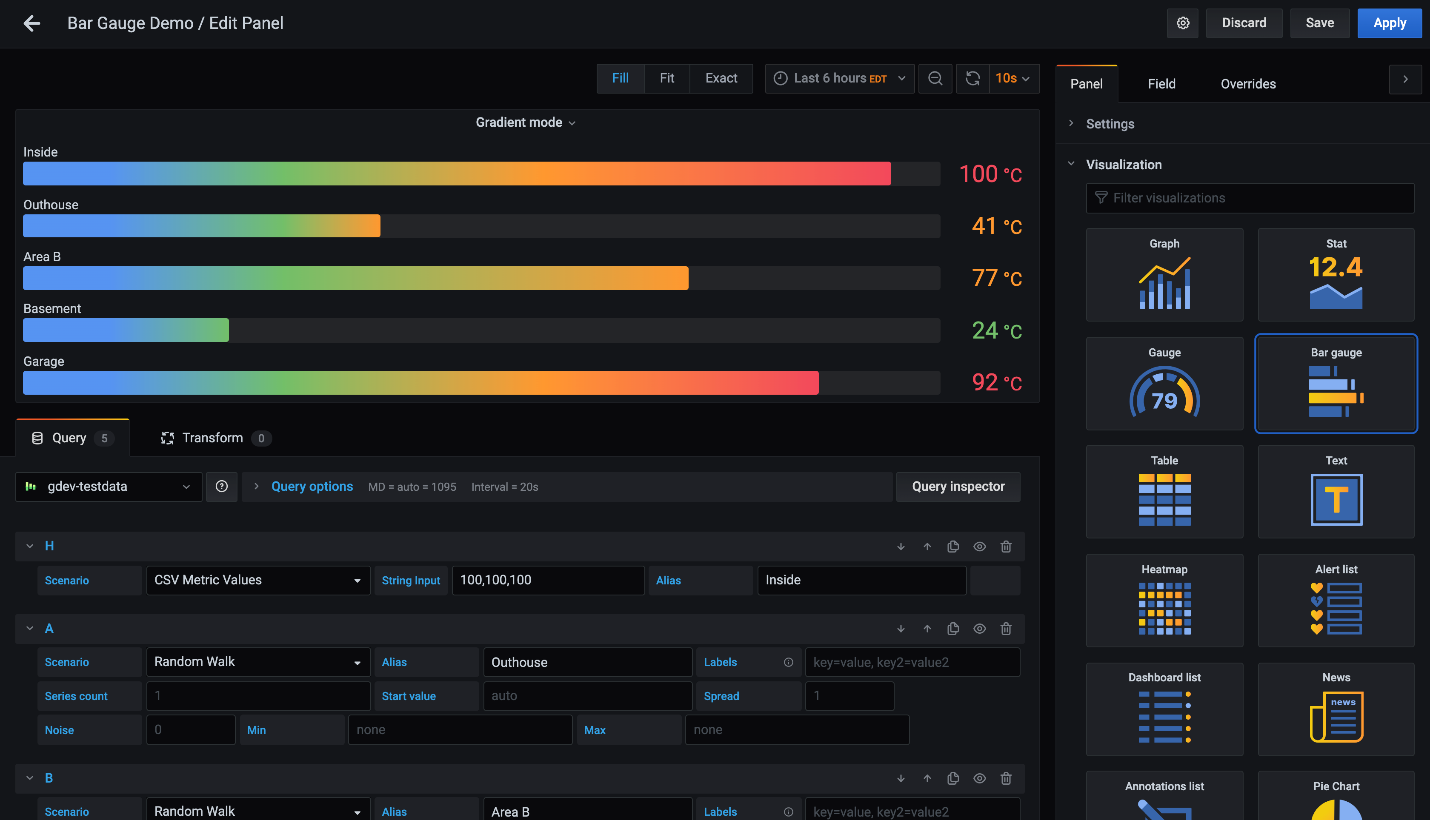 Bar Gauge Demo / Edit Panel
Discard
Save
Apply
Fill
Fit
Exact
Last 6 hours EDT
10s
Gradient mode
Inside
100 °C
Outhouse
41 °C
Area B
77 °C
Basement
24 °C
Garage
92 °C
Query 5
Transform 0
gdev-testdata
Query options MD = auto = 1095 Interval = 20s
Query inspector
H
Scenario CSV Metric Values String Input 100,100,100 Alias Inside
A
Scenario Random Walk Alias Outhouse Labels key=value, key2=value2
Series count 1 Start value auto Spread 1
Noise 0 Min none Max none
B
Scenario Random Walk Alias Area B Labels key=value, key2=value2
Panel
Field
Overrides
Settings
Visualization
Filter visualizations
Graph
Stat
12.4
Gauge
79
Bar gauge
Table
Text
T
Heatmap
Alert list
Dashboard list
News
news
Annotations list
Pie Chart